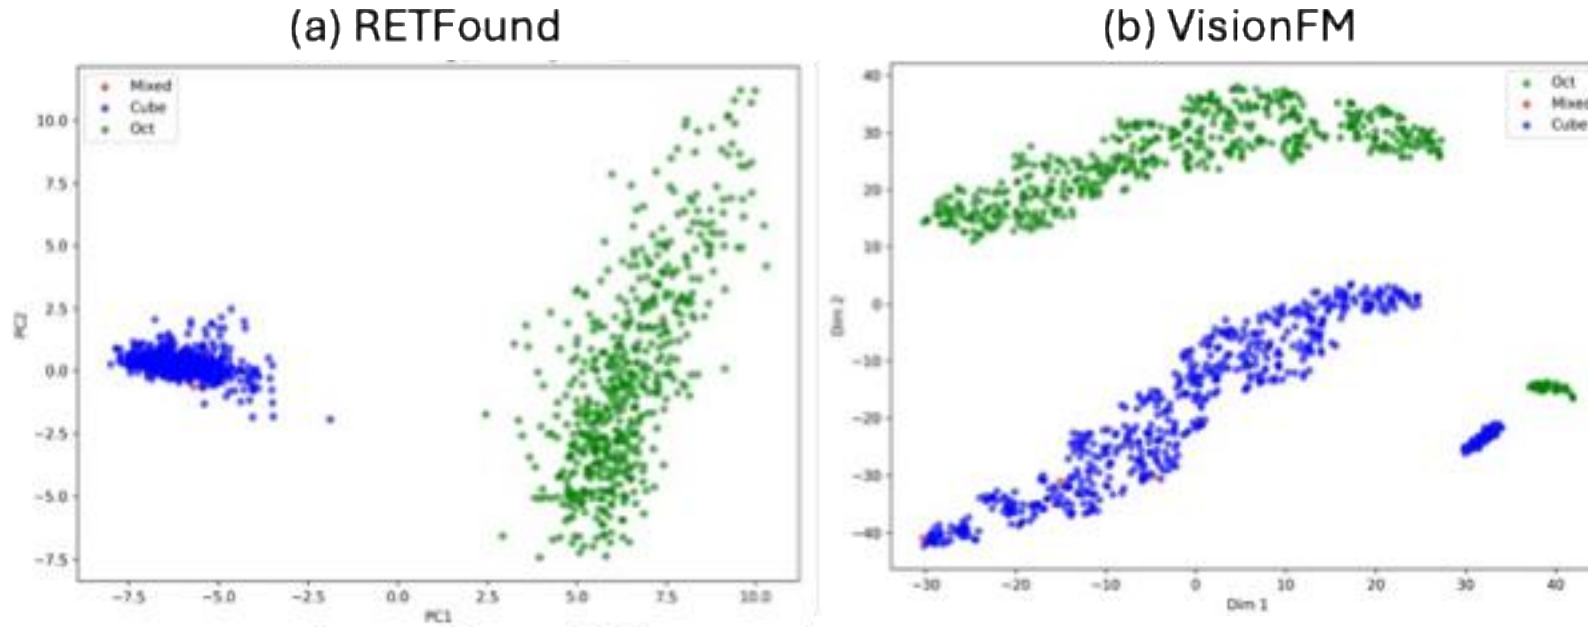 (a) RETFound
(b) VisionFM
Mixed
Cube
Oct
10.0
7.5
5.0
2.5
0.0
−2.5
−5.0
−7.5
PC2
−7.5 −5.0 −2.5 0.0 2.5 5.0 7.5 10.0
PC1
Oct
Mixed
Cube
40
30
20
10
0
−10
−20
−30
−40
Dim 2
−30 −20 −10 0 10 20 30 40
Dim 1